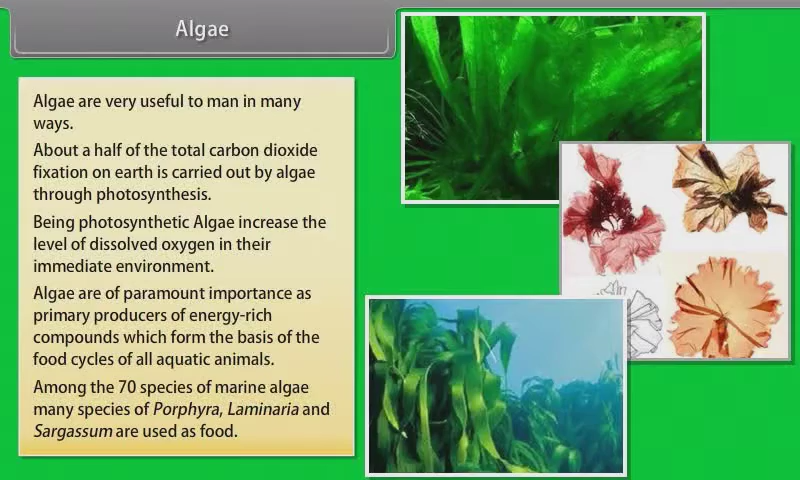 Algae
Algae are very useful to man in many
ways.
About a half of the total carbon dioxide
fixation on earth is carried out by algae
through photosynthesis.
Being photosynthetic Algae increase the
level of dissolved oxygen in their
immediate environment.
Algae are of paramount importance as
primary producers of energy-rich
compounds which form the basis of the
food cycles of all aquatic animals.
Among the 70 species of marine algae
many species of Porphyra, Laminaria and
Sargassum are used as food.